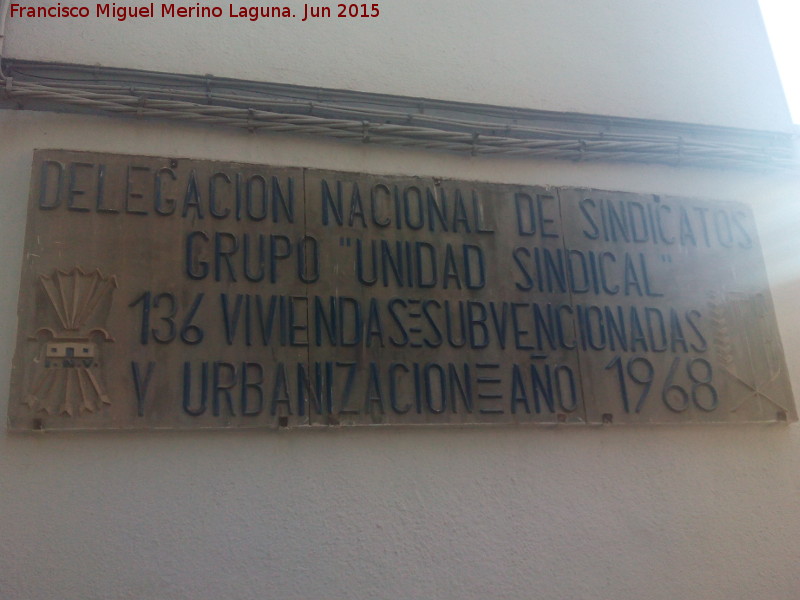 Francisco Miguel Merino Laguna. Jun 2015
DELEGACION NACIONAL DE SINDICATOS
GRUPO "UNIDAD SINDICAL"
136 VIVIENDAS=SUBVENCIONADAS
Y URBANIZACION=AÑO 1968
I.N.V.